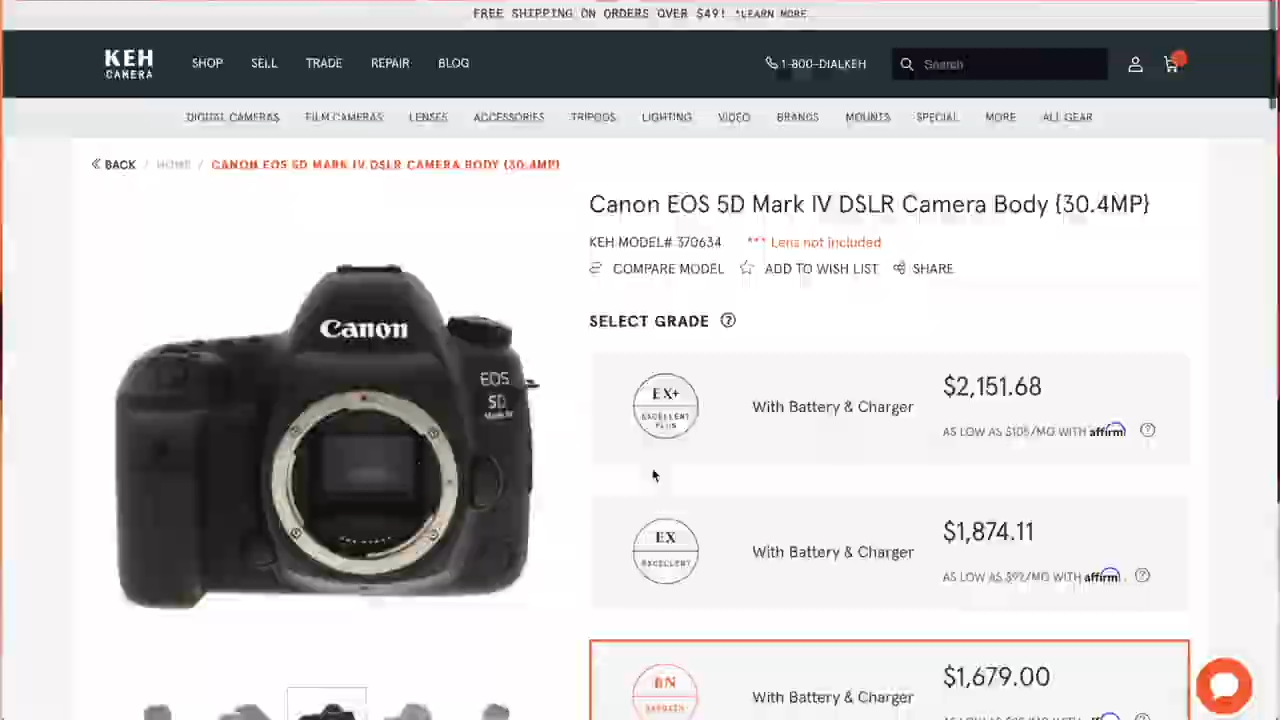 FREE SHIPPING ON ORDERS OVER $49! *LEARN MORE
KEH
CAMERA
SHOP SELL TRADE REPAIR BLOG
1-800-DIALKEH
Search
DIGITAL CAMERAS FILM CAMERAS LENSES ACCESSORIES TRIPODS LIGHTING VIDEO BRANDS MOUNTS SPECIAL MORE ALL GEAR
BACK / HOME / CANON EOS 5D MARK IV DSLR CAMERA BODY {30.4MP}
Canon EOS 5D Mark IV DSLR Camera Body {30.4MP}
KEH MODEL# 370634 *** Lens not included
COMPARE MODEL ADD TO WISH LIST SHARE
SELECT GRADE ?
Canon
EOS
5D
Mark IV
EX+
EXCELLENT
PLUS
With Battery & Charger
$2,151.68
AS LOW AS $105/MO WITH affirm ?
EX
EXCELLENT
With Battery & Charger
$1,874.11
AS LOW AS $92/MO WITH affirm . ?
BN
BARGAIN
With Battery & Charger
$1,679.00